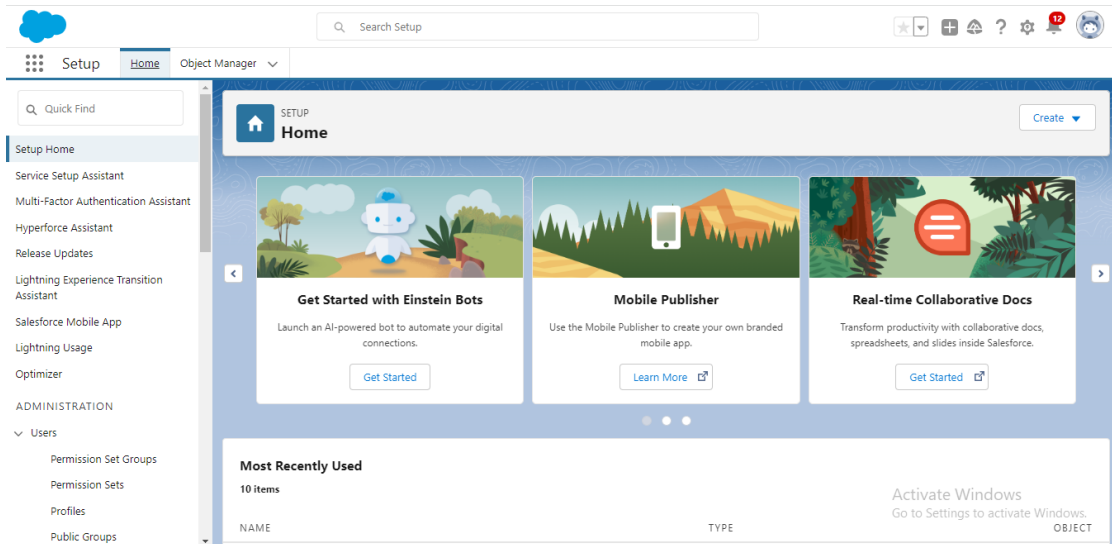 Search Setup
12
Setup
Home
Object Manager
Quick Find
Setup Home
Service Setup Assistant
Multi-Factor Authentication Assistant
Hyperforce Assistant
Release Updates
Lightning Experience Transition
Assistant
Salesforce Mobile App
Lightning Usage
Optimizer
ADMINISTRATION
Users
Permission Set Groups
Permission Sets
Profiles
Public Groups
SETUP
Home
Create
Get Started with Einstein Bots
Launch an AI-powered bot to automate your digital
connections.
Get Started
Mobile Publisher
Use the Mobile Publisher to create your own branded
mobile app.
Learn More
Real-time Collaborative Docs
Transform productivity with collaborative docs,
spreadsheets, and slides inside Salesforce.
Get Started
Most Recently Used
10 items
NAME
TYPE
OBJECT
Activate Windows
Go to Settings to activate Windows.